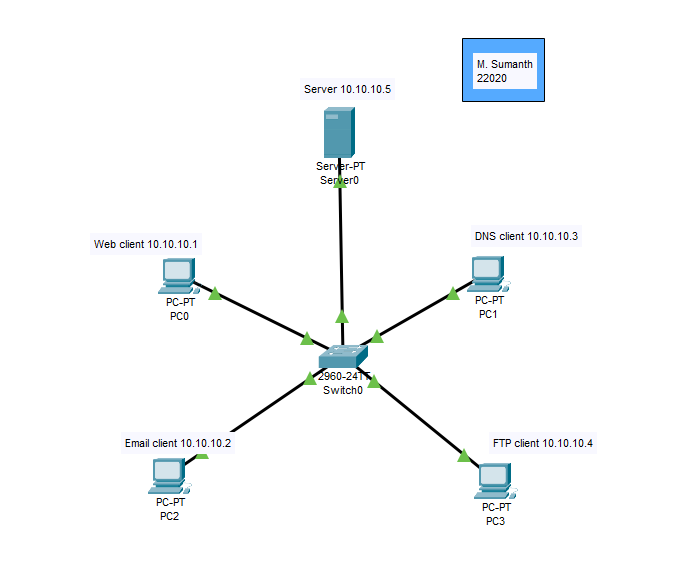 M. Sumanth
22020
Server 10.10.10.5
Server-PT
Server0
Web client 10.10.10.1
PC-PT
PC0
DNS client 10.10.10.3
PC-PT
PC1
2960-24TT
Switch0
Email client 10.10.10.2
PC-PT
PC2
FTP client 10.10.10.4
PC-PT
PC3